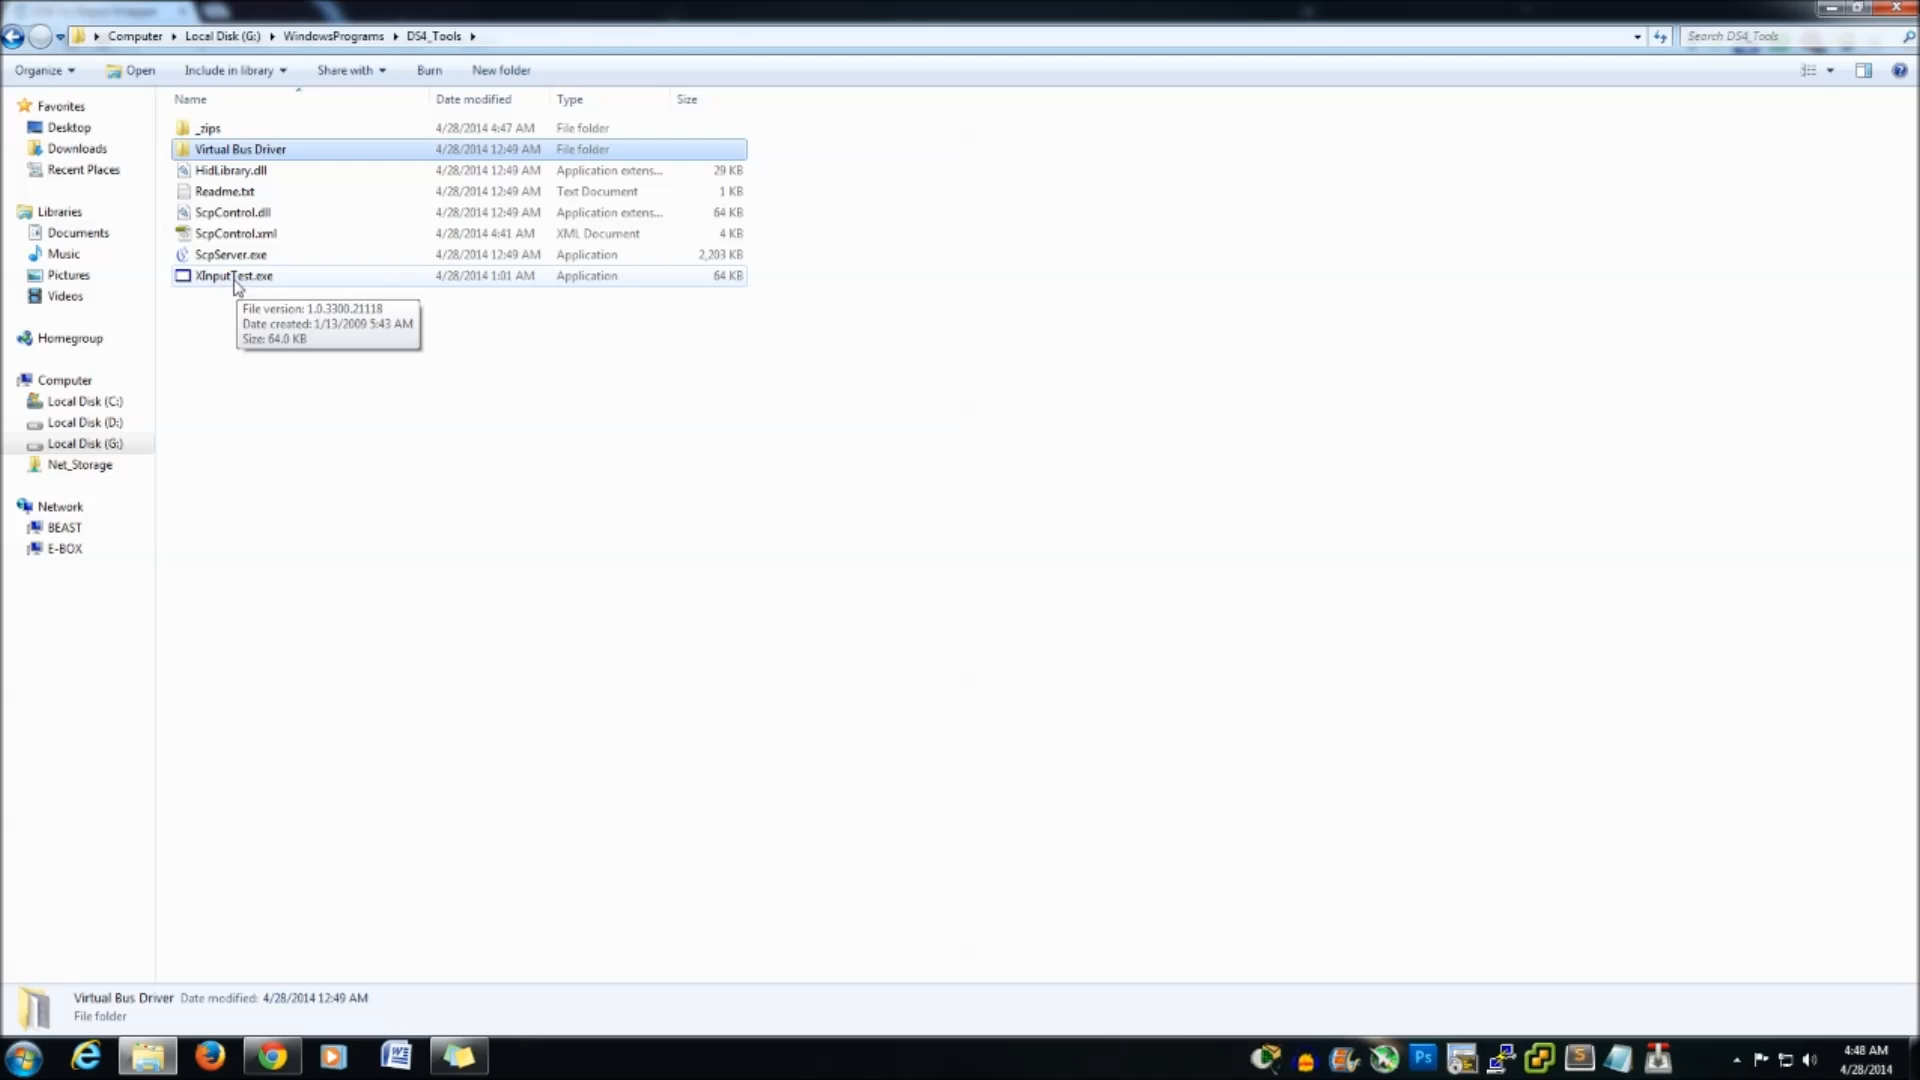 Computer Local Disk (G:) WindowsPrograms DS4_Tools Search DS4_Tools
Organize Open Include in library Share with Burn New folder
Name Date modified Type Size
_zips 4/28/2014 4:47 AM File folder
Virtual Bus Driver 4/28/2014 12:49 AM File folder
HidLibrary.dll 4/28/2014 12:49 AM Application extens... 29 KB
Readme.txt 4/28/2014 12:49 AM Text Document 1 KB
ScpControl.dll 4/28/2014 12:49 AM Application extens... 64 KB
ScpControl.xml 4/28/2014 4:41 AM XML Document 4 KB
ScpServer.exe 4/28/2014 12:49 AM Application 2,203 KB
XInputTest.exe 4/28/2014 1:01 AM Application 64 KB
File version: 1.0.3300.21118
Date created: 1/13/2009 5:43 AM
Size: 64.0 KB
Favorites
Desktop
Downloads
Recent Places
Libraries
Documents
Music
Pictures
Videos
Homegroup
Computer
Local Disk (C:)
Local Disk (D:)
Local Disk (G:)
Net_Storage
Network
BEAST
E-BOX
Virtual Bus Driver Date modified: 4/28/2014 12:49 AM
File folder
Ps
S
4:48 AM
4/28/2014